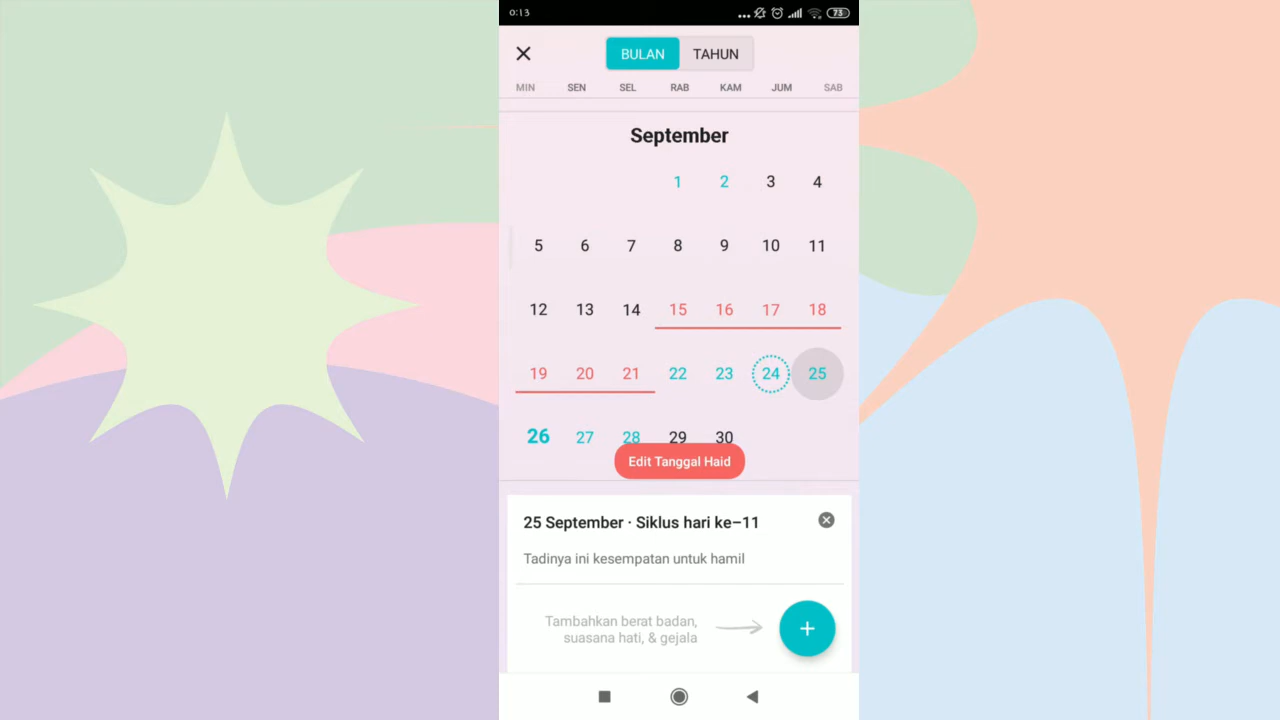 0:13
73
BULAN TAHUN
MIN SEN SEL RAB KAM JUM SAB
September
1 2 3 4
5 6 7 8 9 10 11
12 13 14 15 16 17 18
19 20 21 22 23 24 25
26 27 28 29 30
Edit Tanggal Haid
25 September · Siklus hari ke–11
Tadinya ini kesempatan untuk hamil
Tambahkan berat badan,
suasana hati, & gejala